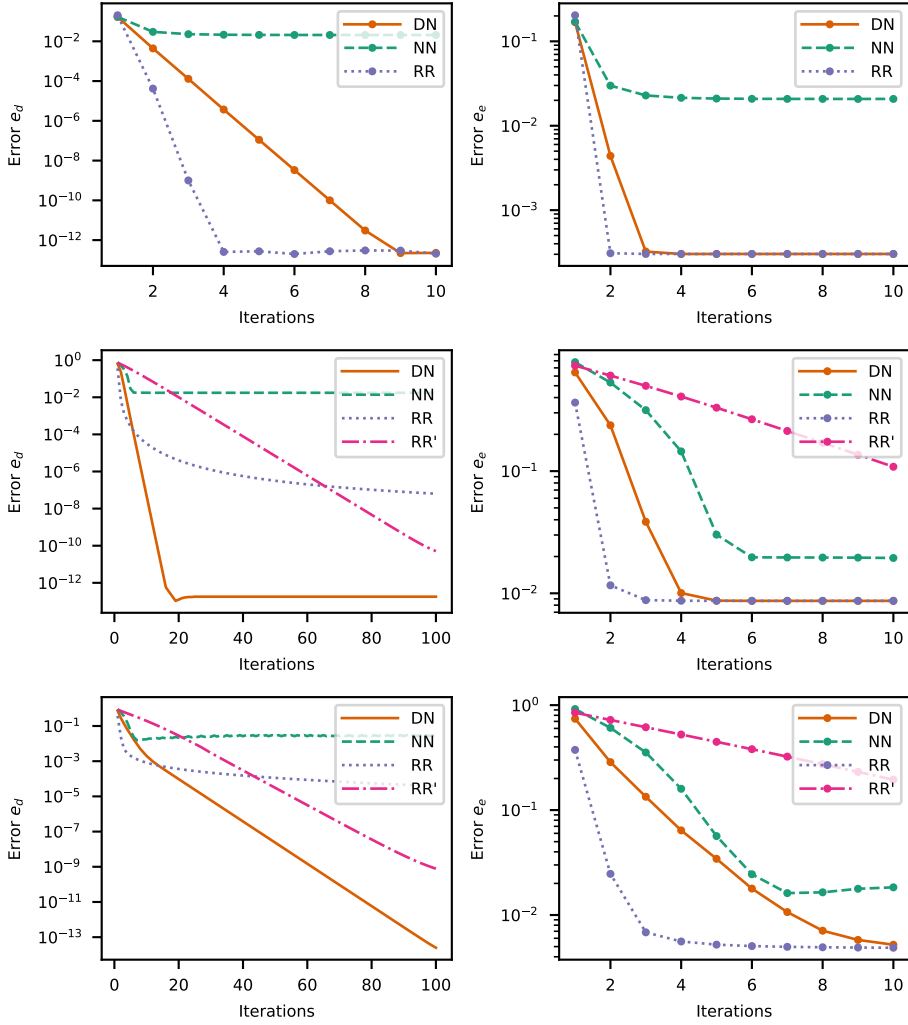 DN
NN
RR
Error e_d
10^{-2}
10^{-4}
10^{-6}
10^{-8}
10^{-10}
10^{-12}
2 4 6 8 10
Iterations
DN
NN
RR
Error e_e
10^{-1}
10^{-2}
10^{-3}
2 4 6 8 10
Iterations
DN
NN
RR
RR'
Error e_d
10^{0}
10^{-2}
10^{-4}
10^{-6}
10^{-8}
10^{-10}
10^{-12}
0 20 40 60 80 100
Iterations
DN
NN
RR
RR'
Error e_e
10^{-1}
10^{-2}
2 4 6 8 10
Iterations
DN
NN
RR
RR'
Error e_d
10^{-1}
10^{-3}
10^{-5}
10^{-7}
10^{-9}
10^{-11}
10^{-13}
0 20 40 60 80 100
Iterations
DN
NN
RR
RR'
Error e_e
10^{0}
10^{-1}
10^{-2}
2 4 6 8 10
Iterations